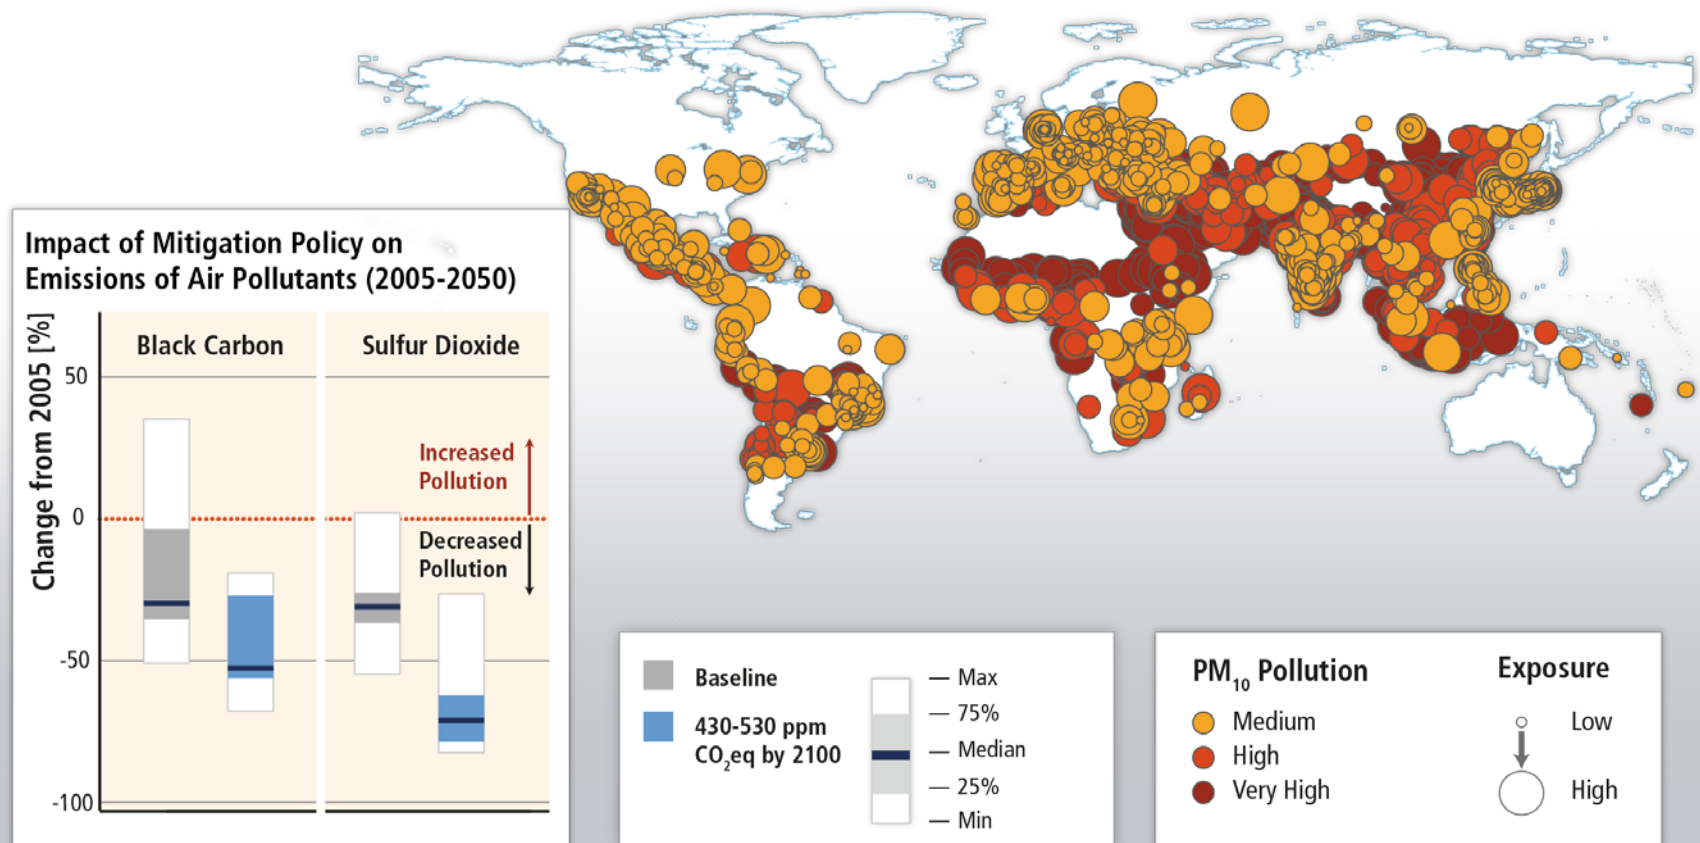 Impact of Mitigation Policy on
Emissions of Air Pollutants (2005-2050)
Change from 2005 [%]
Black Carbon
Sulfur Dioxide
50
0
-50
-100
Increased
Pollution
Decreased
Pollution
Baseline
430-530 ppm
CO₂eq by 2100
Max
75%
Median
25%
Min
PM₁₀ Pollution
Medium
High
Very High
Exposure
Low
High